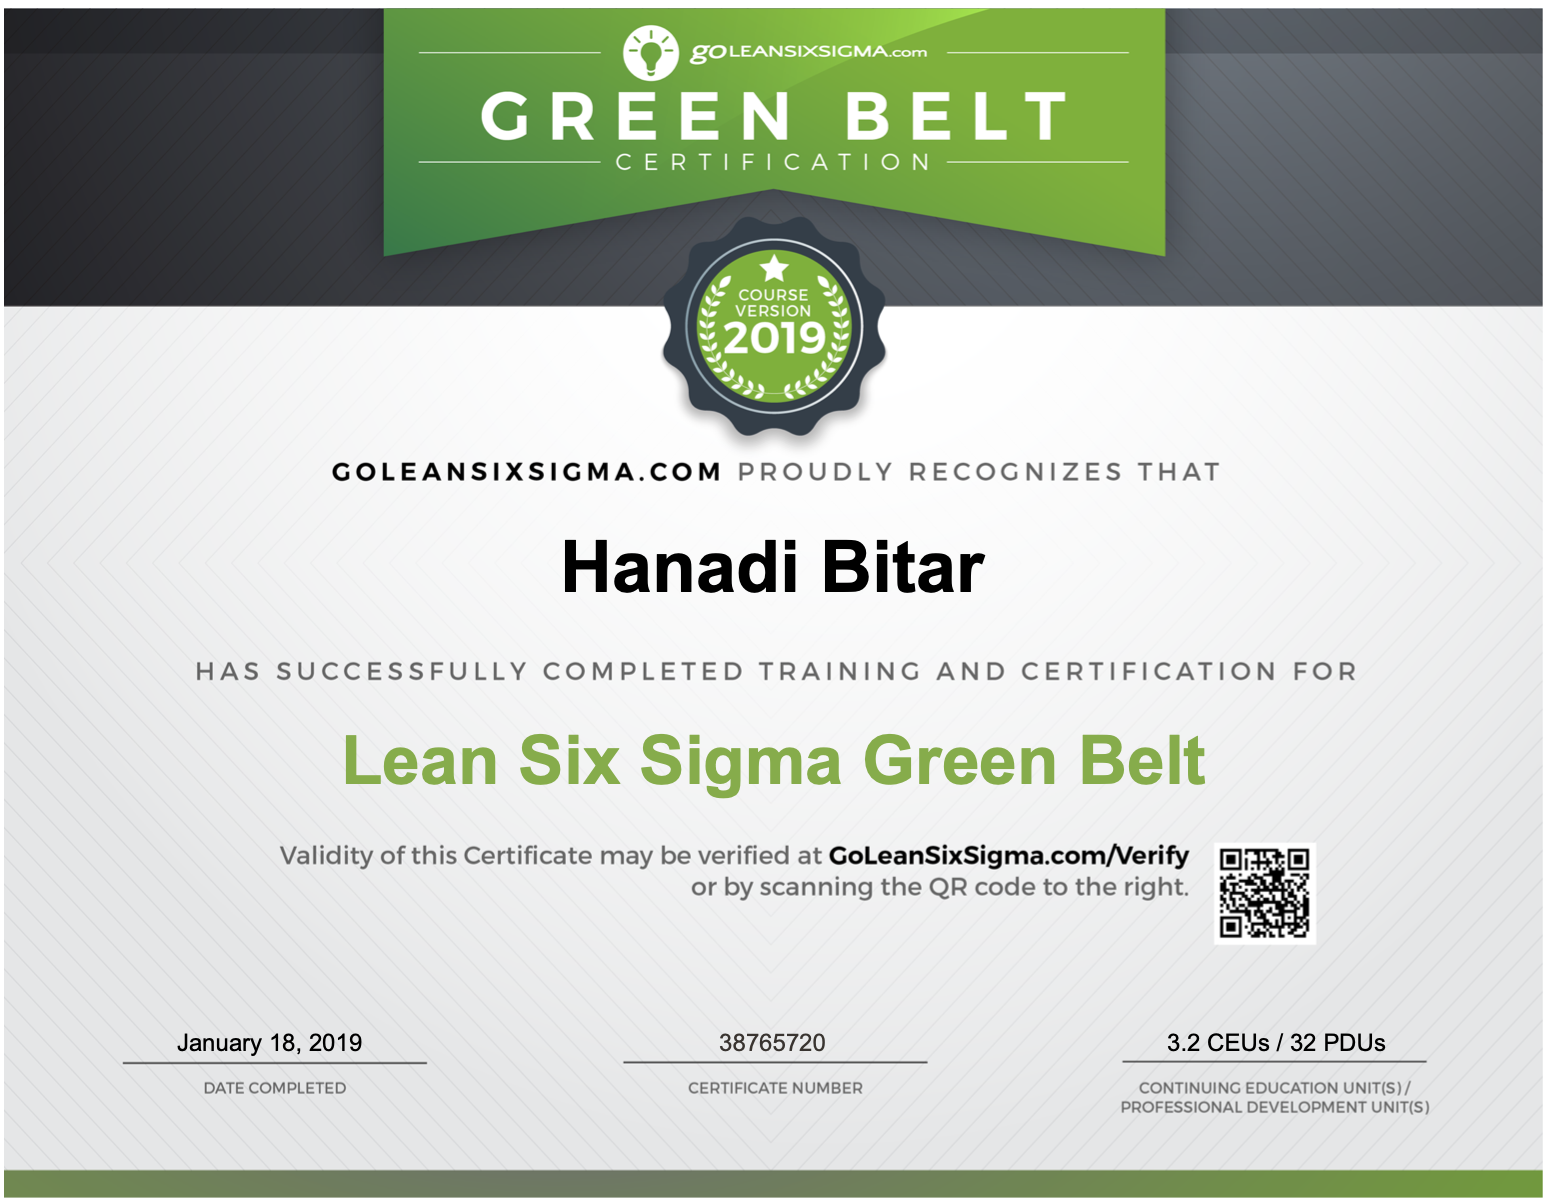 goLEANSIXSIGMA.com
GREEN BELT
CERTIFICATION
COURSE
VERSION
2019
GOLEANSIXSIGMA.COM PROUDLY RECOGNIZES THAT
Hanadi Bitar
HAS SUCCESSFULLY COMPLETED TRAINING AND CERTIFICATION FOR
Lean Six Sigma Green Belt
Validity of this Certificate may be verified at GoLeanSixSigma.com/Verify
or by scanning the QR code to the right.
January 18, 2019
DATE COMPLETED
38765720
CERTIFICATE NUMBER
3.2 CEUs / 32 PDUs
CONTINUING EDUCATION UNIT(S) /
PROFESSIONAL DEVELOPMENT UNIT(S)